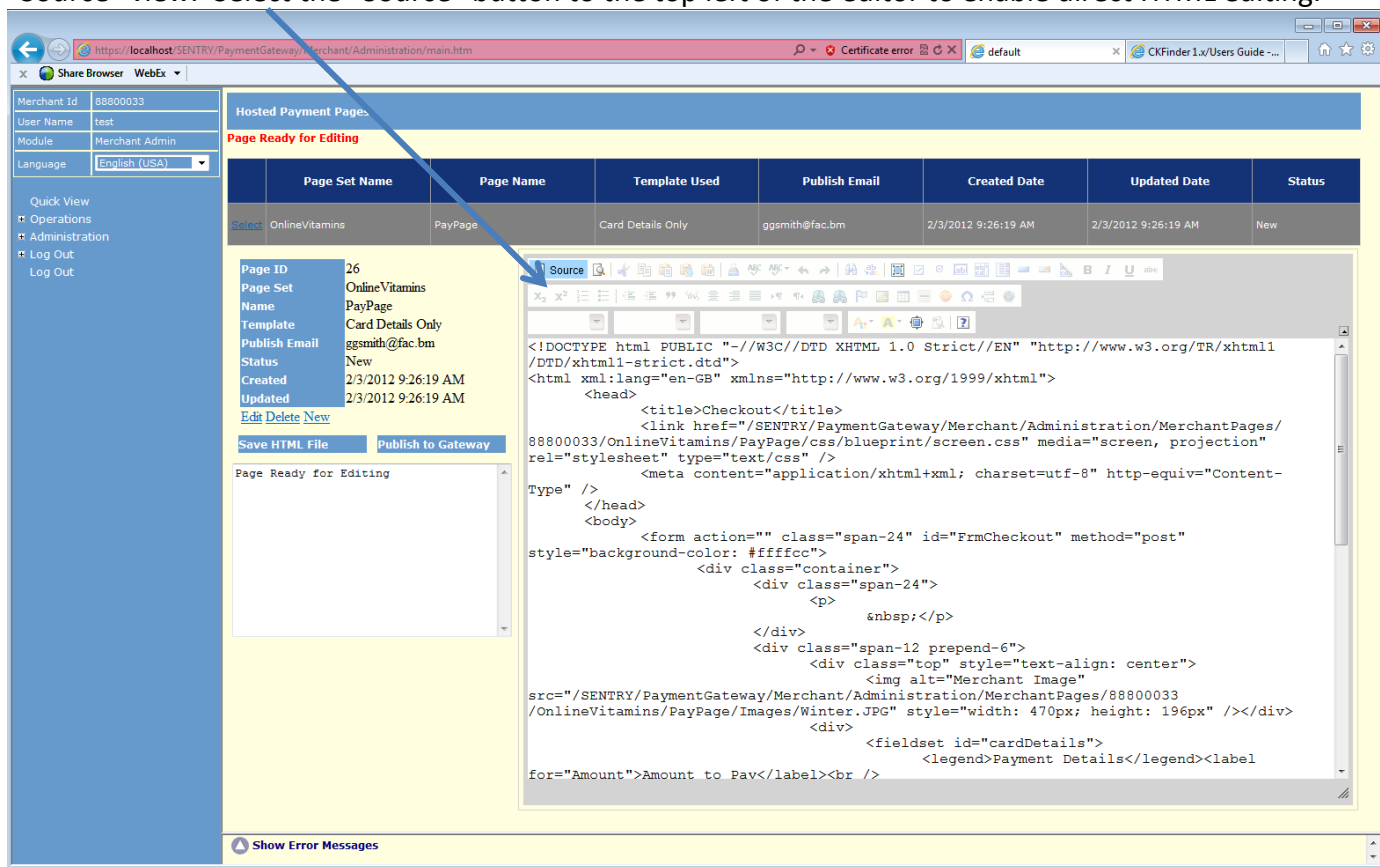 "Source" view. Select the "Source" button to the top left of the editor to enable direct HTML editing.
https://localhost/SENTRY/PaymentGateway/Merchant/Administration/main.htm
Certificate error
default
CKFinder 1.x/Users Guide -...
x Share Browser WebEx
Merchant Id 88800033
User Name test
Module Merchant Admin
Language English (USA)
Quick View
Operations
Administration
Log Out
Log Out
Hosted Payment Pages
Page Ready for Editing
Page Set Name Page Name Template Used Publish Email Created Date Updated Date Status
Select OnlineVitamins PayPage Card Details Only ggsmith@fac.bm 2/3/2012 9:26:19 AM 2/3/2012 9:26:19 AM New
Page ID 26
Page Set OnlineVitamins
Name PayPage
Template Card Details Only
Publish Email ggsmith@fac.bm
Status New
Created 2/3/2012 9:26:19 AM
Updated 2/3/2012 9:26:19 AM
Edit Delete New
Save HTML File Publish to Gateway
Page Ready for Editing
Source
B I U abc
X₂ X²
<!DOCTYPE html PUBLIC "-//W3C//DTD XHTML 1.0 Strict//EN" "http://www.w3.org/TR/xhtml1
/DTD/xhtml1-strict.dtd">
<html xml:lang="en-GB" xmlns="http://www.w3.org/1999/xhtml">
<head>
<title>Checkout</title>
<link href="/SENTRY/PaymentGateway/Merchant/Administration/MerchantPages/
88800033/OnlineVitamins/PayPage/css/blueprint/screen.css" media="screen, projection"
rel="stylesheet" type="text/css" />
<meta content="application/xhtml+xml; charset=utf-8" http-equiv="Content-
Type" />
</head>
<body>
<form action="" class="span-24" id="FrmCheckout" method="post"
style="background-color: #ffffcc">
<div class="container">
<div class="span-24">
<p>
&nbsp;</p>
</div>
<div class="span-12 prepend-6">
<div class="top" style="text-align: center">
<img alt="Merchant Image"
src="/SENTRY/PaymentGateway/Merchant/Administration/MerchantPages/88800033
/OnlineVitamins/PayPage/Images/Winter.JPG" style="width: 470px; height: 196px" /></div>
<div>
<fieldset id="cardDetails">
<legend>Payment Details</legend><label
for="Amount">Amount to Pay</label><br />
Show Error Messages